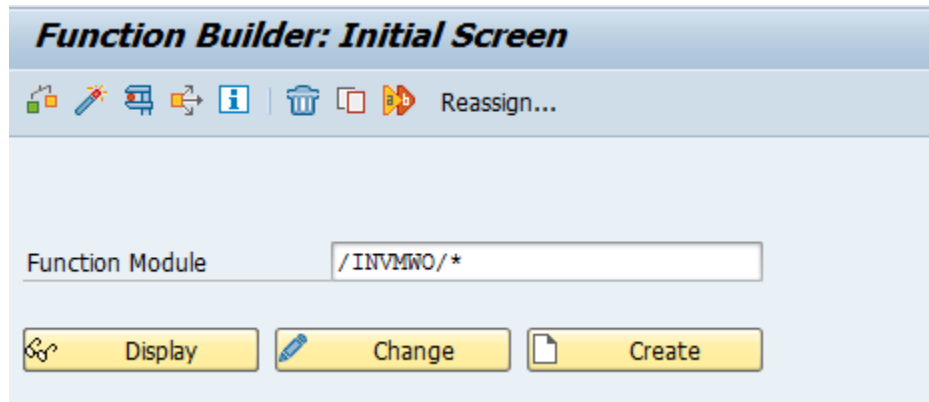 Function Builder: Initial Screen
Reassign...
Function Module /INVMWO/*
Display Change Create